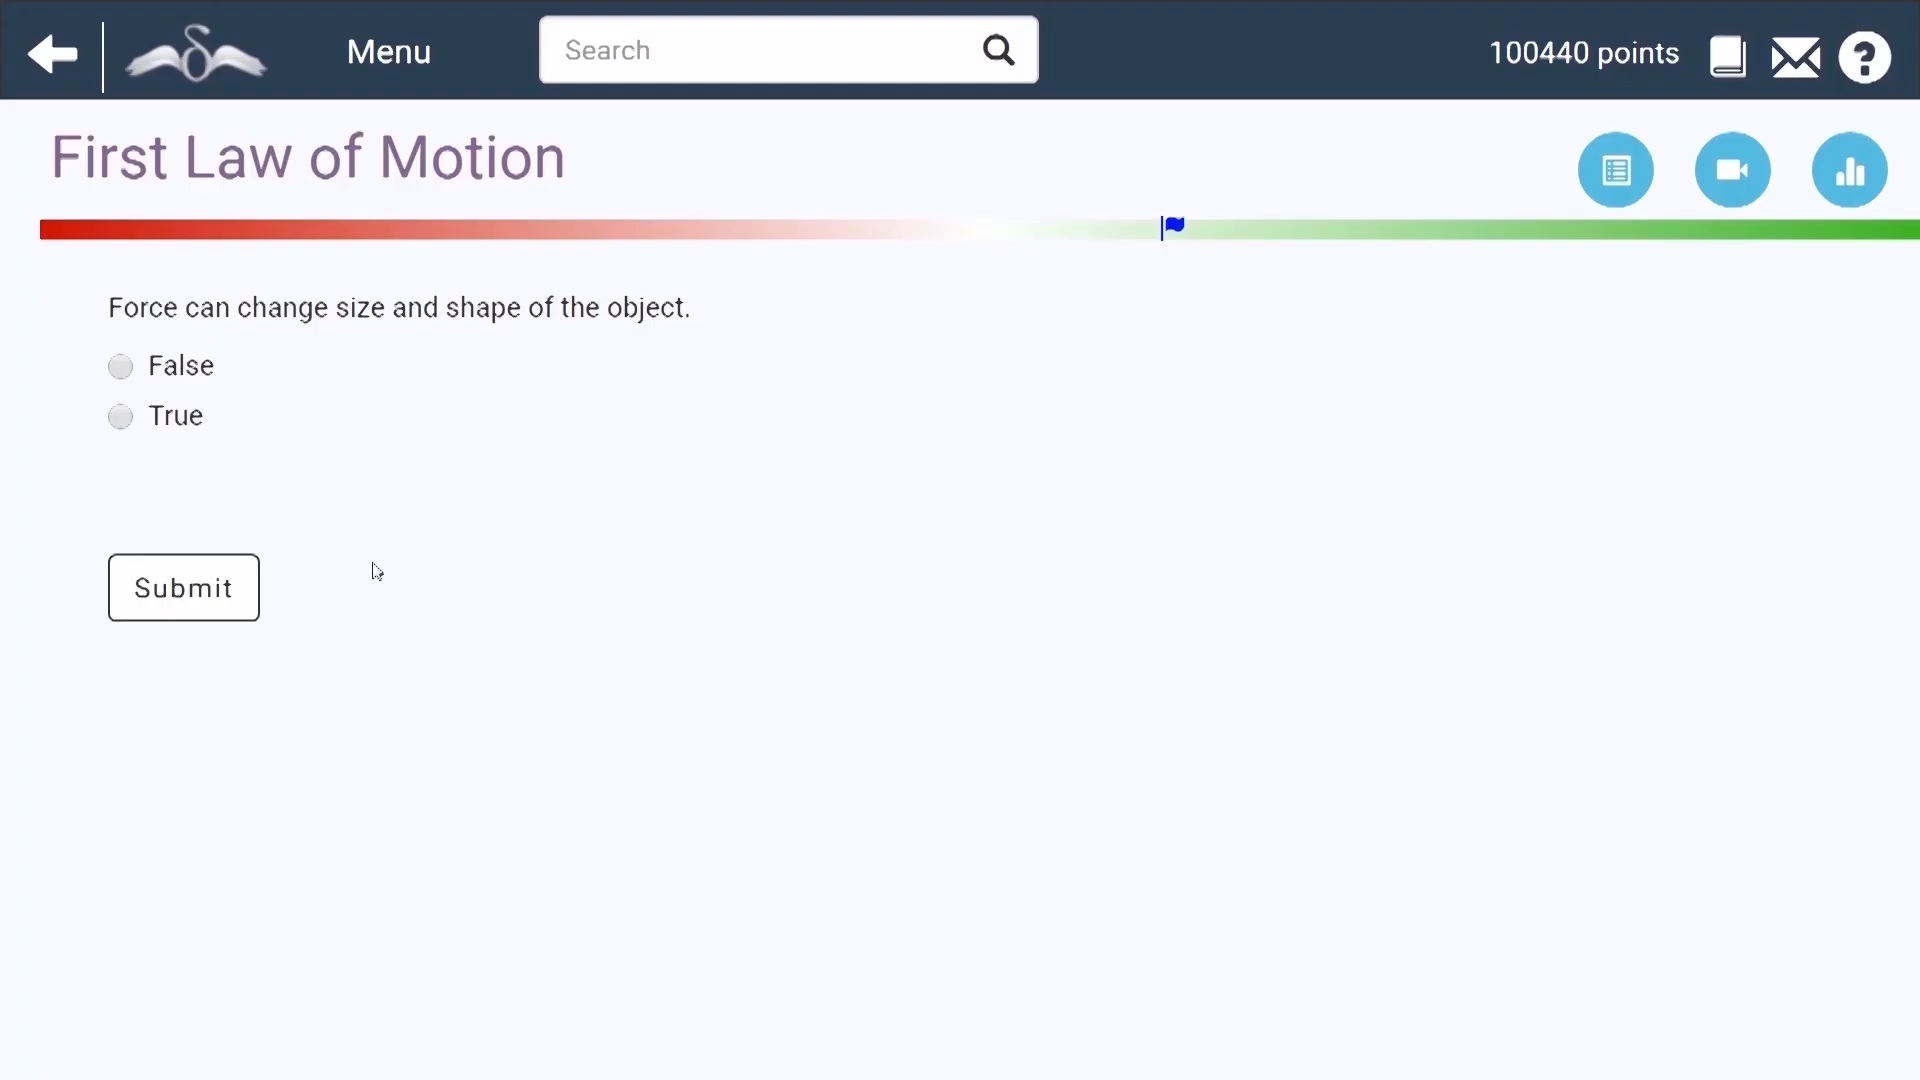 Menu
Search
100440 points
First Law of Motion
Force can change size and shape of the object.
False
True
Submit